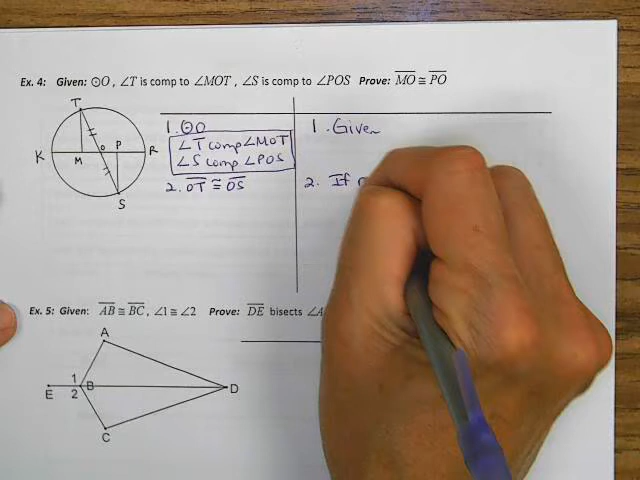 Ex. 4: Given: ⊙O, ∠T is comp to ∠MOT, ∠S is comp to ∠POS Prove: MO ≅ PO
T
K
M
O
P
R
S
1. ⊙O
∠T comp ∠MOT
∠S comp ∠POS
2. OT ≅ OS
1. Given
2. If
Ex. 5: Given: AB ≅ BC, ∠1 ≅ ∠2 Prove: DE bisects ∠A
A
1
B
E
2
D
C